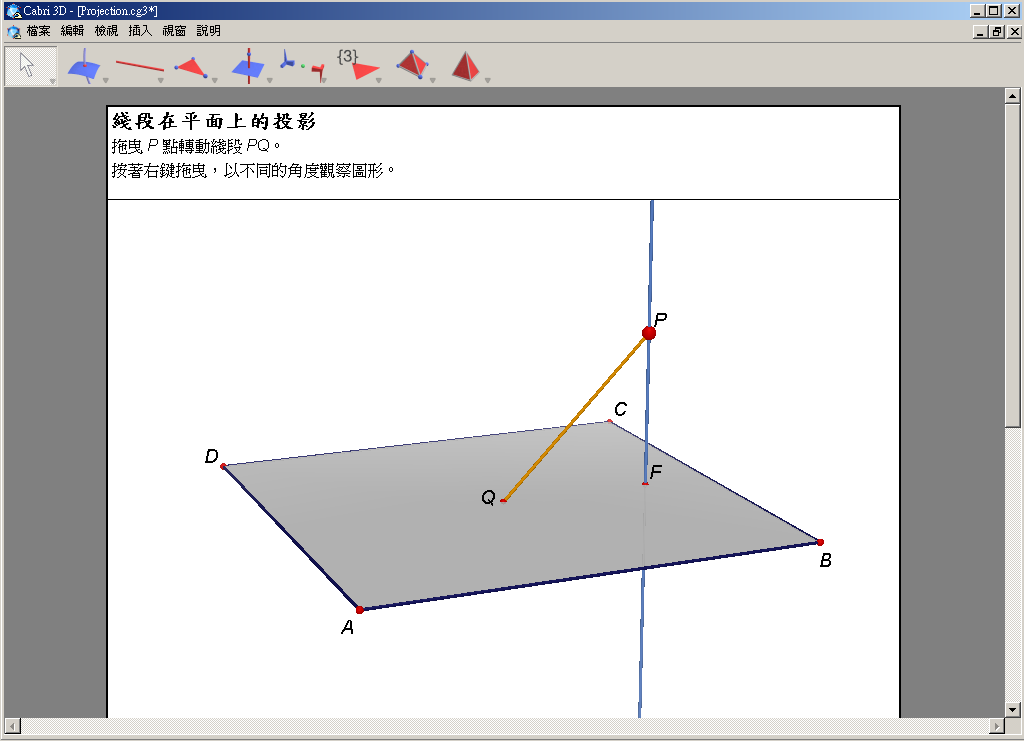 Cabri 3D - [Projection.cg3*]
檔案 編輯 檢視 插入 視窗 說明
{3}
綫段在平面上的投影
拖曳 P 點轉動綫段 PQ。
按著右鍵拖曳，以不同的角度觀察圖形。
P
C
D
F
Q
B
A